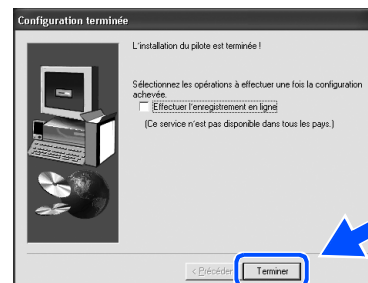 Configuration terminée
L'installation du pilote est terminée !
Sélectionnez les opérations à effectuer une fois la configuration
achevée.
Effectuer l'enregistrement en ligne
(Ce service n'est pas disponible dans tous les pays.)
< Précédent
Terminer